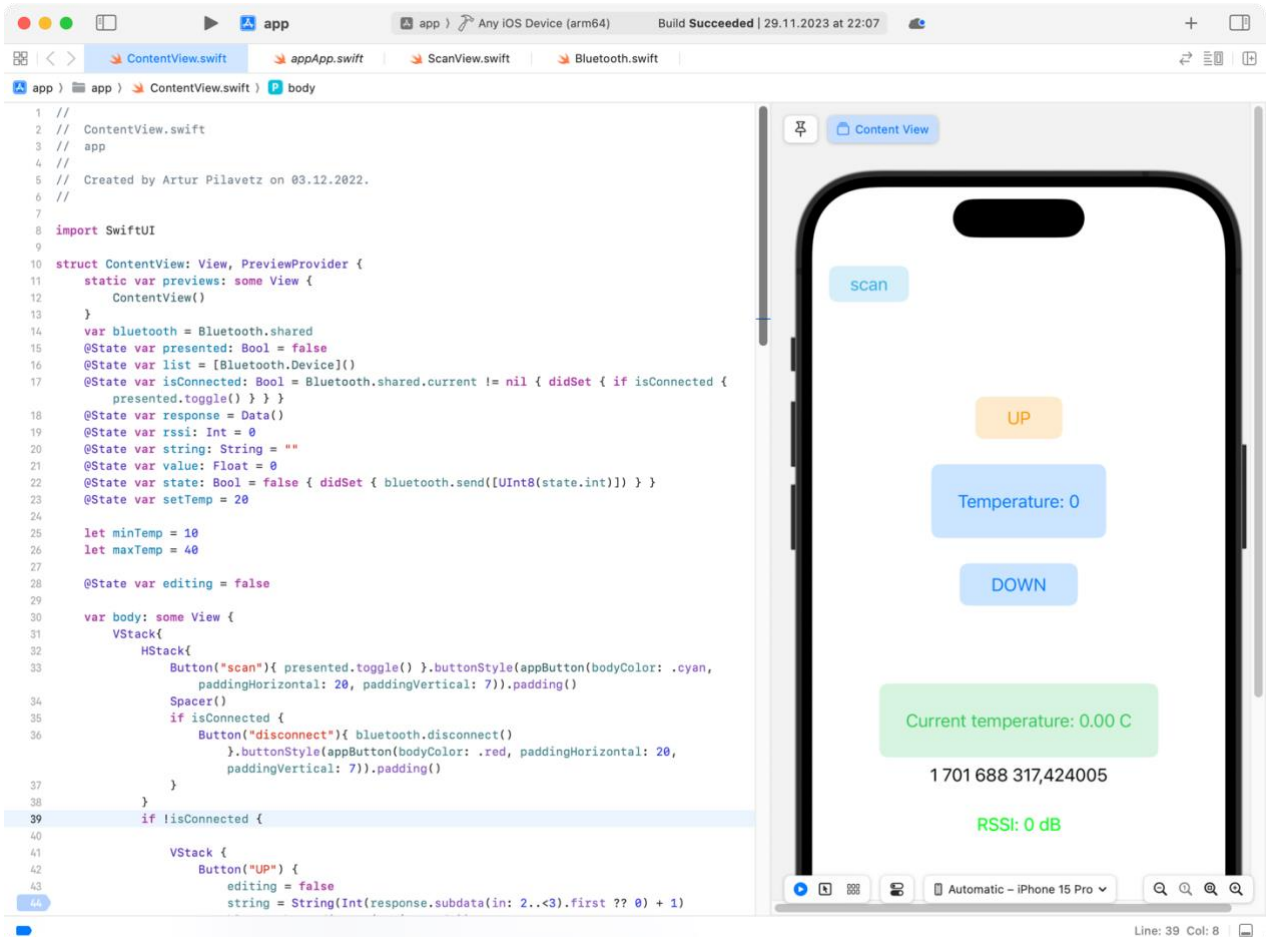 app
app ⟩ Any iOS Device (arm64)
Build Succeeded | 29.11.2023 at 22:07
ContentView.swift
appApp.swift
ScanView.swift
Bluetooth.swift
app ⟩ app ⟩ ContentView.swift ⟩ P body
1 //
2 //  ContentView.swift
3 //  app
4 //
5 //  Created by Artur Pilavetz on 03.12.2022.
6 //
7
8 import SwiftUI
9
10 struct ContentView: View, PreviewProvider {
11     static var previews: some View {
12         ContentView()
13     }
14     var bluetooth = Bluetooth.shared
15     @State var presented: Bool = false
16     @State var list = [Bluetooth.Device]()
17     @State var isConnected: Bool = Bluetooth.shared.current != nil { didSet { if isConnected {
presented.toggle() } } }
18     @State var response = Data()
19     @State var rssi: Int = 0
20     @State var string: String = ""
21     @State var value: Float = 0
22     @State var state: Bool = false { didSet { bluetooth.send([UInt8(state.int)]) } }
23     @State var setTemp = 20
24
25     let minTemp = 10
26     let maxTemp = 40
27
28     @State var editing = false
29
30     var body: some View {
31         VStack{
32             HStack{
33                 Button("scan"){ presented.toggle() }.buttonStyle(appButton(bodyColor: .cyan,
paddingHorizontal: 20, paddingVertical: 7)).padding()
34                 Spacer()
35                 if isConnected {
36                     Button("disconnect"){ bluetooth.disconnect()
}.buttonStyle(appButton(bodyColor: .red, paddingHorizontal: 20,
paddingVertical: 7)).padding()
37                 }
38             }
39             if !isConnected {
40
41                 VStack {
42                     Button("UP") {
43                         editing = false
44                         string = String(Int(response.subdata(in: 2..<3).first ?? 0) + 1)
Content View
scan
UP
Temperature: 0
DOWN
Current temperature: 0.00 C
1 701 688 317,424005
RSSI: 0 dB
Automatic – iPhone 15 Pro
Line: 39 Col: 8